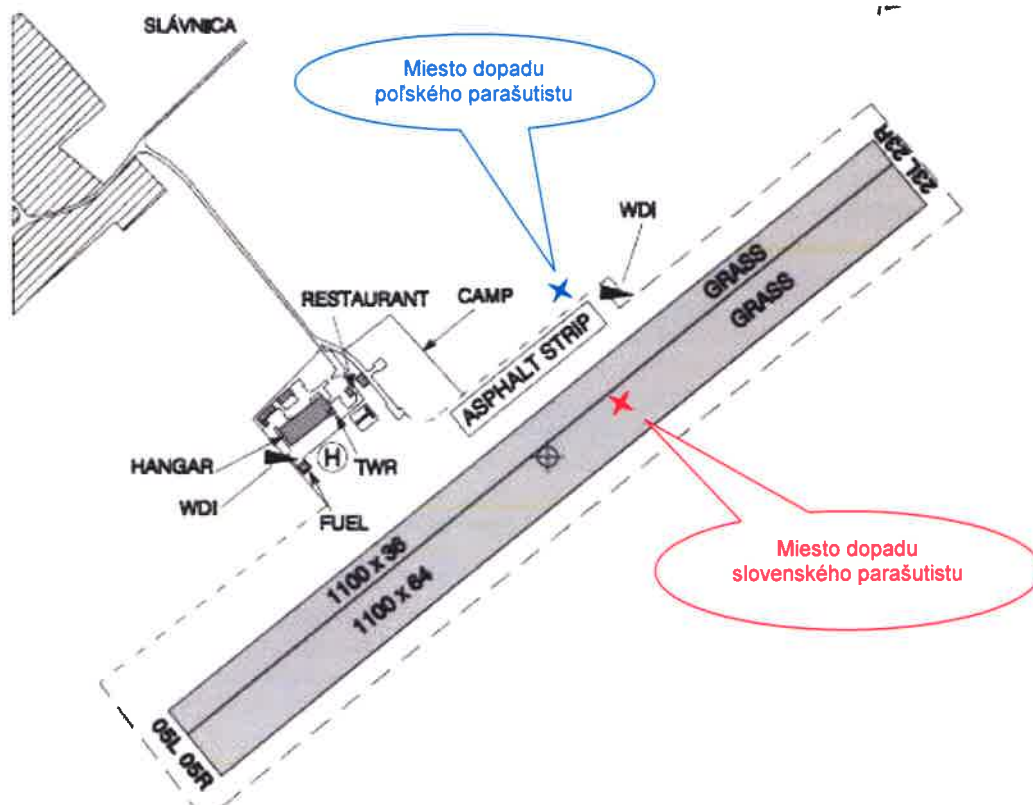 SLÁVNICA
Miesto dopadu
poľského parašutistu
23L 23R
WDI
GRASS
GRASS
RESTAURANT
CAMP
ASPHALT STRIP
HANGAR
H
TWR
WDI
FUEL
1100 x 36
1100 x 64
Miesto dopadu
slovenského parašutistu
05L 05R